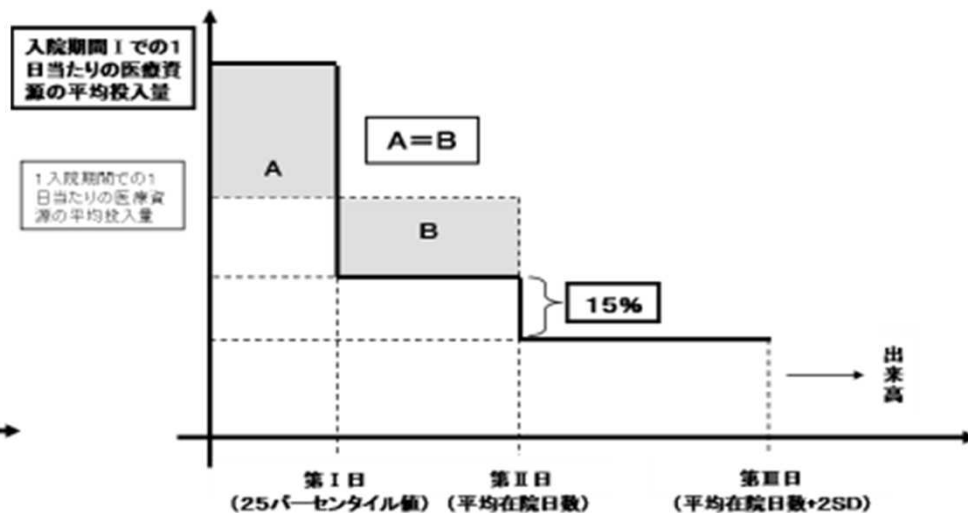 入院期間Ⅰでの1
日当たりの医療資
源の平均投入量
A＝B
1入院期間での1
日当たりの医療資
源の平均投入量
A
B
15%
出
来
高
第Ⅰ日
(25パーセンタイル値)
第Ⅱ日
(平均在院日数)
第Ⅲ日
(平均在院日数+2SD)